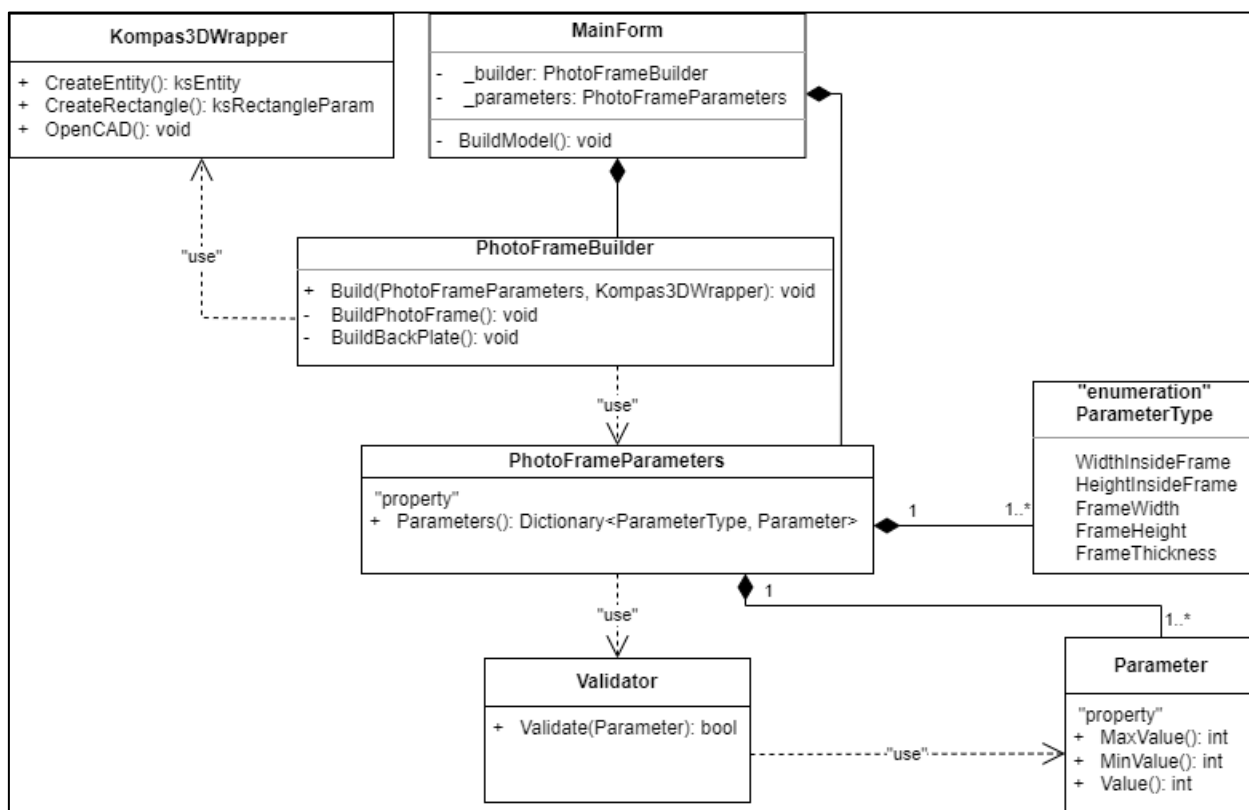 Kompas3DWrapper
+ CreateEntity(): ksEntity
+ CreateRectangle(): ksRectangleParam
+ OpenCAD(): void
MainForm
- _builder: PhotoFrameBuilder
- _parameters: PhotoFrameParameters
- BuildModel(): void
"use"
PhotoFrameBuilder
+ Build(PhotoFrameParameters, Kompas3DWrapper): void
- BuildPhotoFrame(): void
- BuildBackPlate(): void
"use"
"enumeration"
ParameterType
WidthInsideFrame
HeightInsideFrame
FrameWidth
FrameHeight
FrameThickness
PhotoFrameParameters
"property"
+ Parameters(): Dictionary<ParameterType, Parameter>
1
1..*
1
1..*
"use"
Validator
+ Validate(Parameter): bool
"use"
Parameter
"property"
+ MaxValue(): int
+ MinValue(): int
+ Value(): int